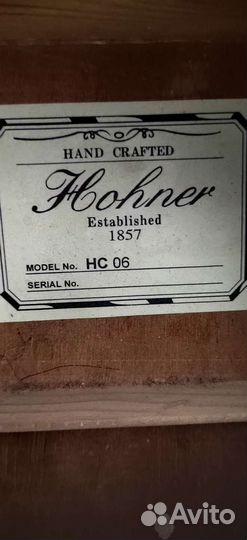 HAND CRAFTED
Hohner
Established
1857
MODEL No. HC 06
SERIAL No.
Avito